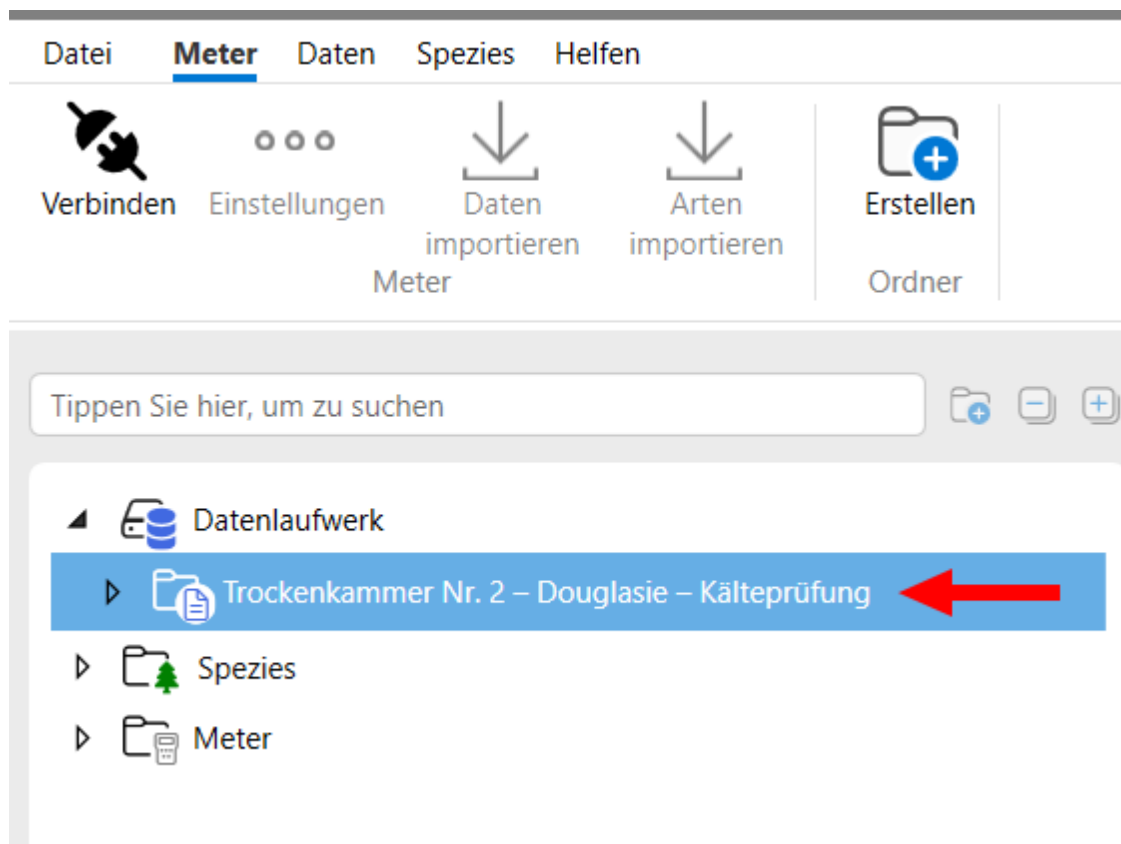 Datei Meter Daten Spezies Helfen
Verbinden Einstellungen Daten importieren Arten importieren Erstellen
Meter Ordner
Tippen Sie hier, um zu suchen
Datenlaufwerk
Trockenkammer Nr. 2 – Douglasie – Kälteprüfung
Spezies
Meter